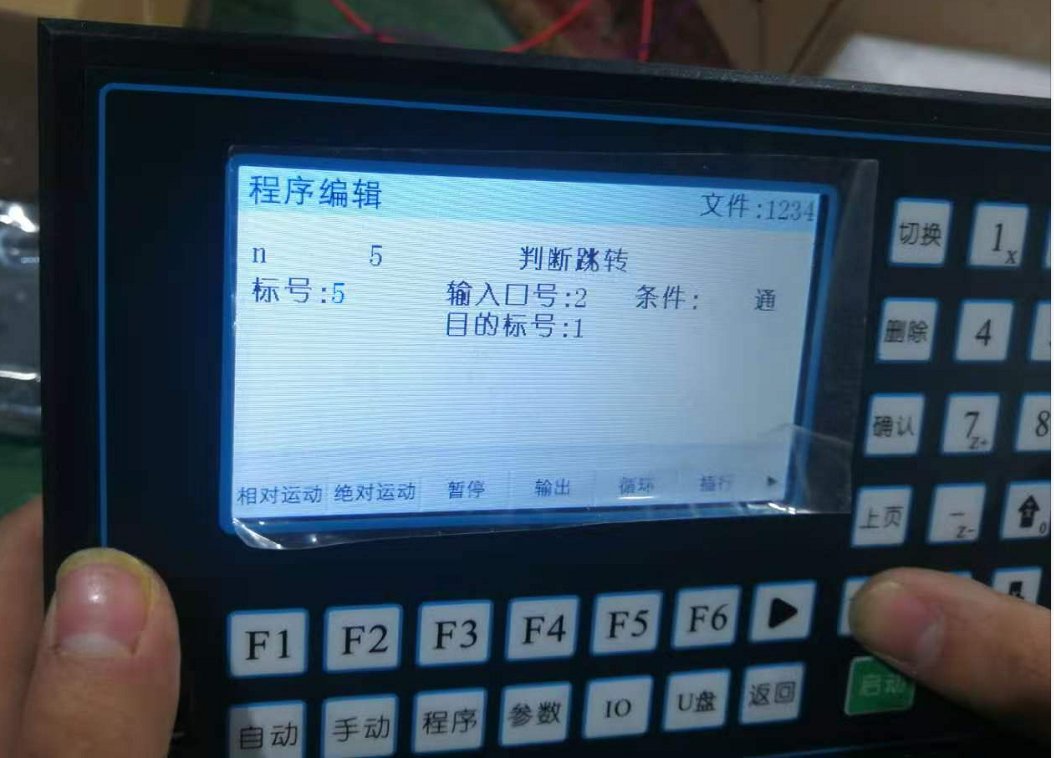 程序编辑 文件:1234
n 5 判断跳转
标号:5 输入口号:2 条件: 通
目的标号:1
相对运动 绝对运动 暂停 输出 循环 插行
切换 1x
删除 4
确认 7z+ 8
上页 -z- 0
F1 F2 F3 F4 F5 F6
启动
自动 手动 程序 参数 IO U盘 返回